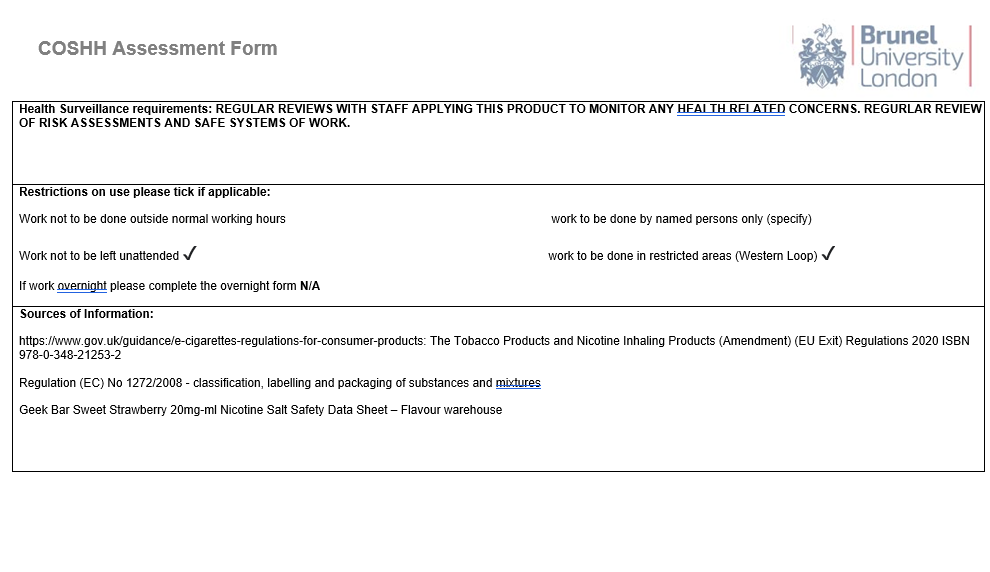 COSHH Assessment Form
Brunel
University
London
Health Surveillance requirements: REGULAR REVIEWS WITH STAFF APPLYING THIS PRODUCT TO MONITOR ANY HEALTH RELATED CONCERNS. REGURLAR REVIEW
OF RISK ASSESSMENTS AND SAFE SYSTEMS OF WORK.
Restrictions on use please tick if applicable:
Work not to be done outside normal working hours work to be done by named persons only (specify)
Work not to be left unattended ✓ work to be done in restricted areas (Western Loop) ✓
If work overnight please complete the overnight form N/A
Sources of Information:
https://www.gov.uk/guidance/e-cigarettes-regulations-for-consumer-products: The Tobacco Products and Nicotine Inhaling Products (Amendment) (EU Exit) Regulations 2020 ISBN
978-0-348-21253-2
Regulation (EC) No 1272/2008 - classification, labelling and packaging of substances and mixtures
Geek Bar Sweet Strawberry 20mg-ml Nicotine Salt Safety Data Sheet – Flavour warehouse